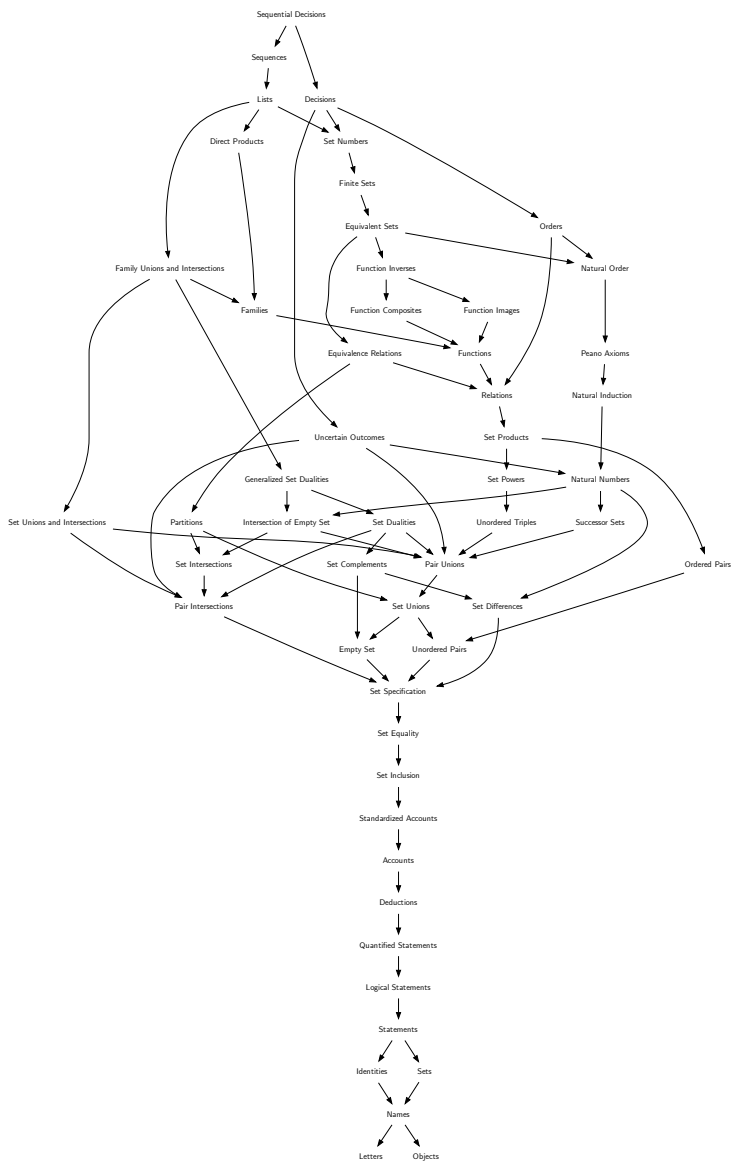 Sequential Decisions
Sequences
Lists
Decisions
Direct Products
Set Numbers
Finite Sets
Equivalent Sets
Orders
Family Unions and Intersections
Function Inverses
Natural Order
Families
Function Composites
Function Images
Equivalence Relations
Functions
Peano Axioms
Relations
Natural Induction
Uncertain Outcomes
Set Products
Generalized Set Dualities
Set Powers
Natural Numbers
Set Unions and Intersections
Partitions
Intersection of Empty Set
Set Dualities
Unordered Triples
Successor Sets
Set Intersections
Set Complements
Pair Unions
Ordered Pairs
Pair Intersections
Set Unions
Set Differences
Empty Set
Unordered Pairs
Set Specification
Set Equality
Set Inclusion
Standardized Accounts
Accounts
Deductions
Quantified Statements
Logical Statements
Statements
Identities
Sets
Names
Letters
Objects